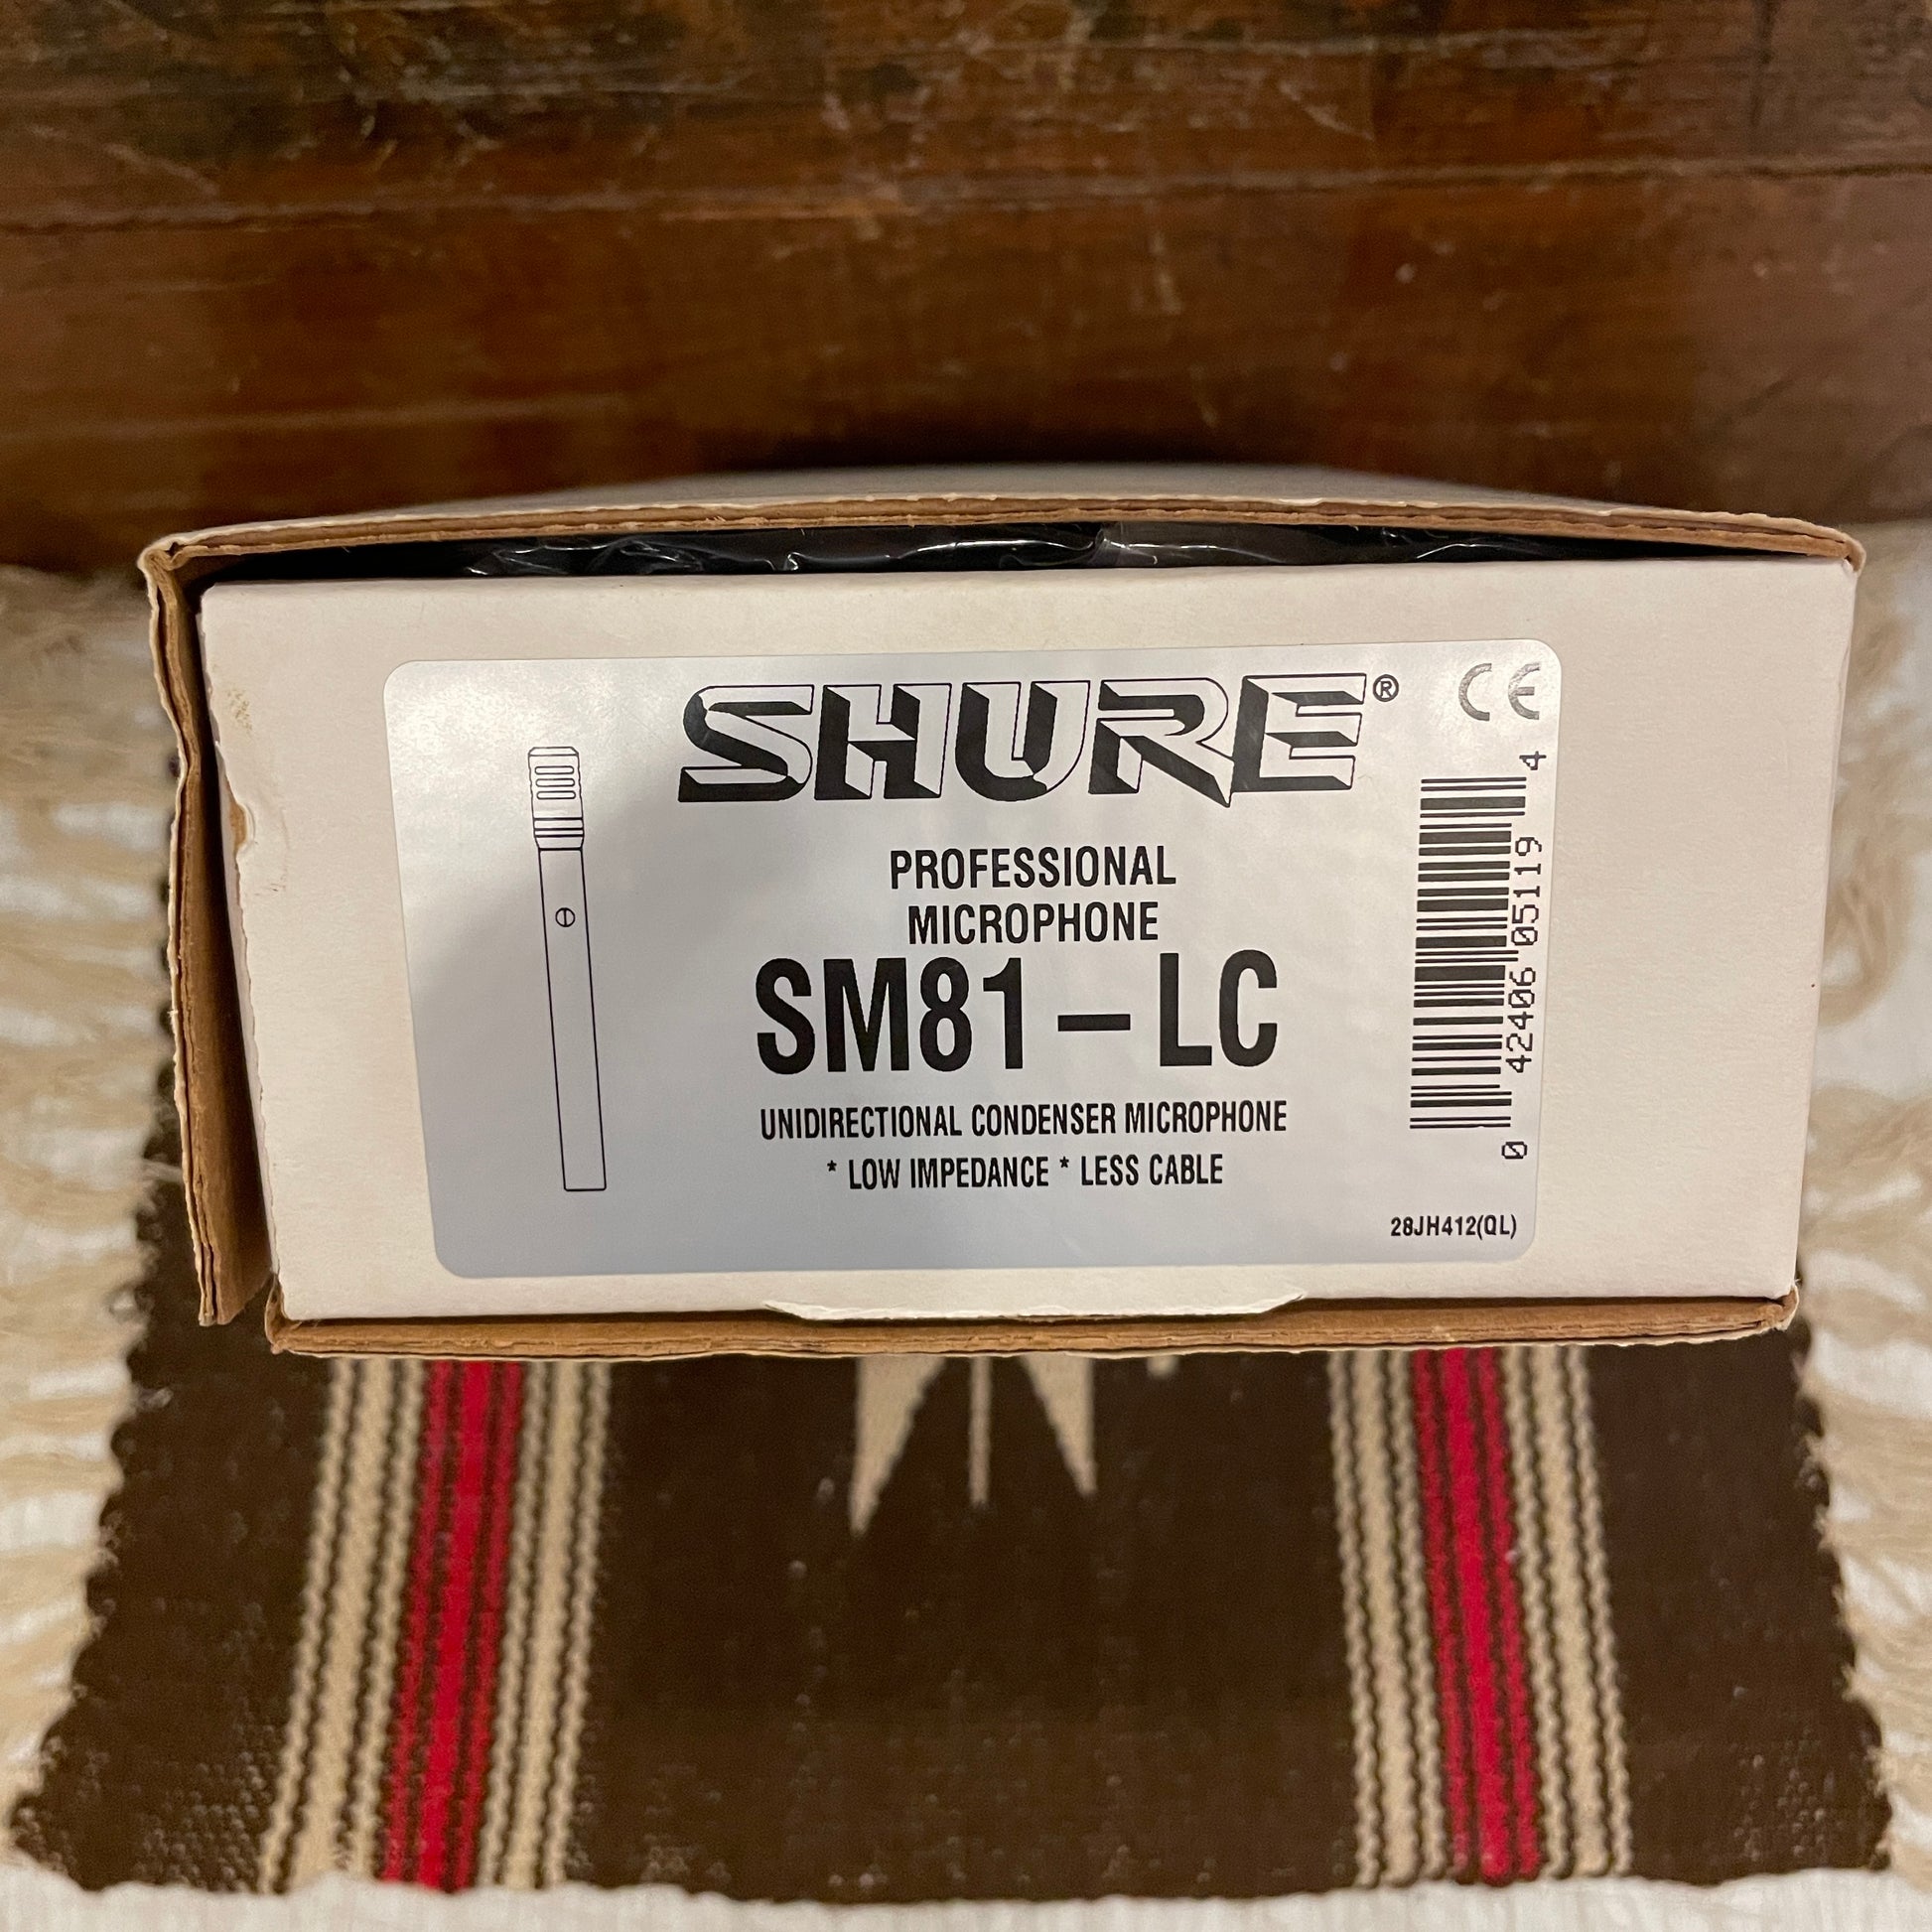 SHURE®
CE
PROFESSIONAL
MICROPHONE
SM81–LC
UNIDIRECTIONAL CONDENSER MICROPHONE
* LOW IMPEDANCE * LESS CABLE
0 42406 05119 4
28JH412(QL)